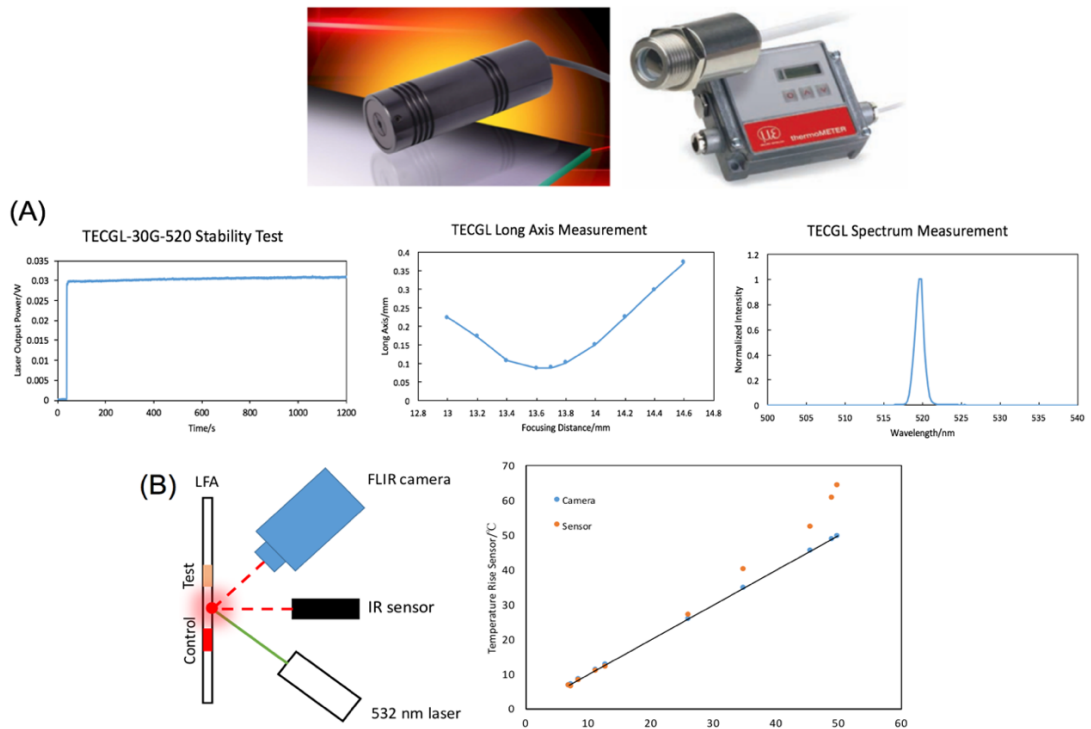 thermoMETER
(A)
TECGL-30G-520 Stability Test
Laser Output Power/W
0.035
0.03
0.025
0.02
0.015
0.01
0.005
0
0 200 400 600 800 1000 1200
Time/s
TECGL Long Axis Measurement
Long Axis/mm
0.4
0.35
0.3
0.25
0.2
0.15
0.1
0.05
0
12.8 13 13.2 13.4 13.6 13.8 14 14.2 14.4 14.6 14.8
Focusing Distance/mm
TECGL Spectrum Measurement
Normalized Intensity
1.2
1
0.8
0.6
0.4
0.2
0
500 505 510 515 520 525 530 535 540
Wavelength/nm
(B)
LFA
FLIR camera
Test
Control
IR sensor
532 nm laser
Temperature Rise Sensor/℃
70
60
50
40
30
20
10
0
Camera
Sensor
0 10 20 30 40 50 60